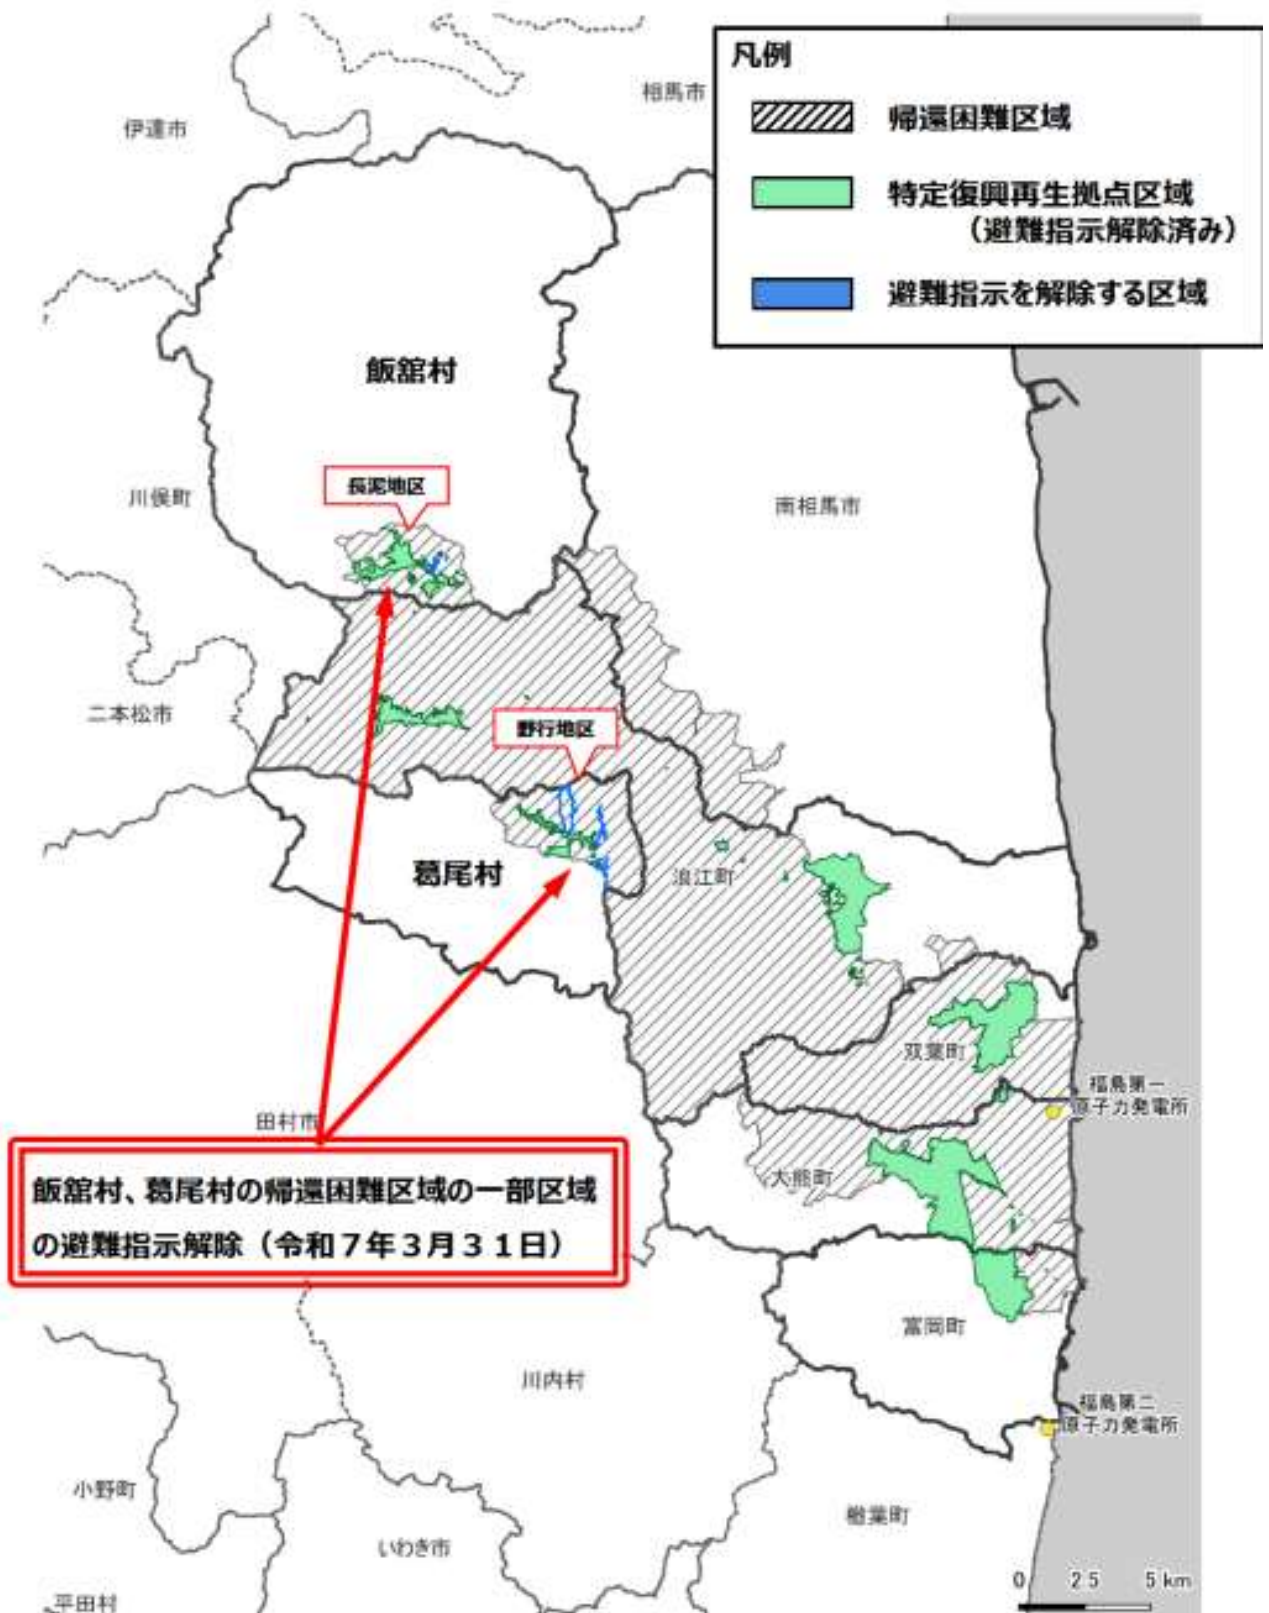 凡例
帰還困難区域
特定復興再生拠点区域
（避難指示解除済み）
避難指示を解除する区域
相馬市
伊達市
飯舘村
長泥地区
川俣町
南相馬市
二本松市
野行地区
葛尾村
浪江町
双葉町
福島第一
原子力発電所
田村市
大熊町
飯舘村、葛尾村の帰還困難区域の一部区域
の避難指示解除（令和７年３月３１日）
富岡町
川内村
福島第二
原子力発電所
小野町
楢葉町
いわき市
平田村
0 2.5 5 km